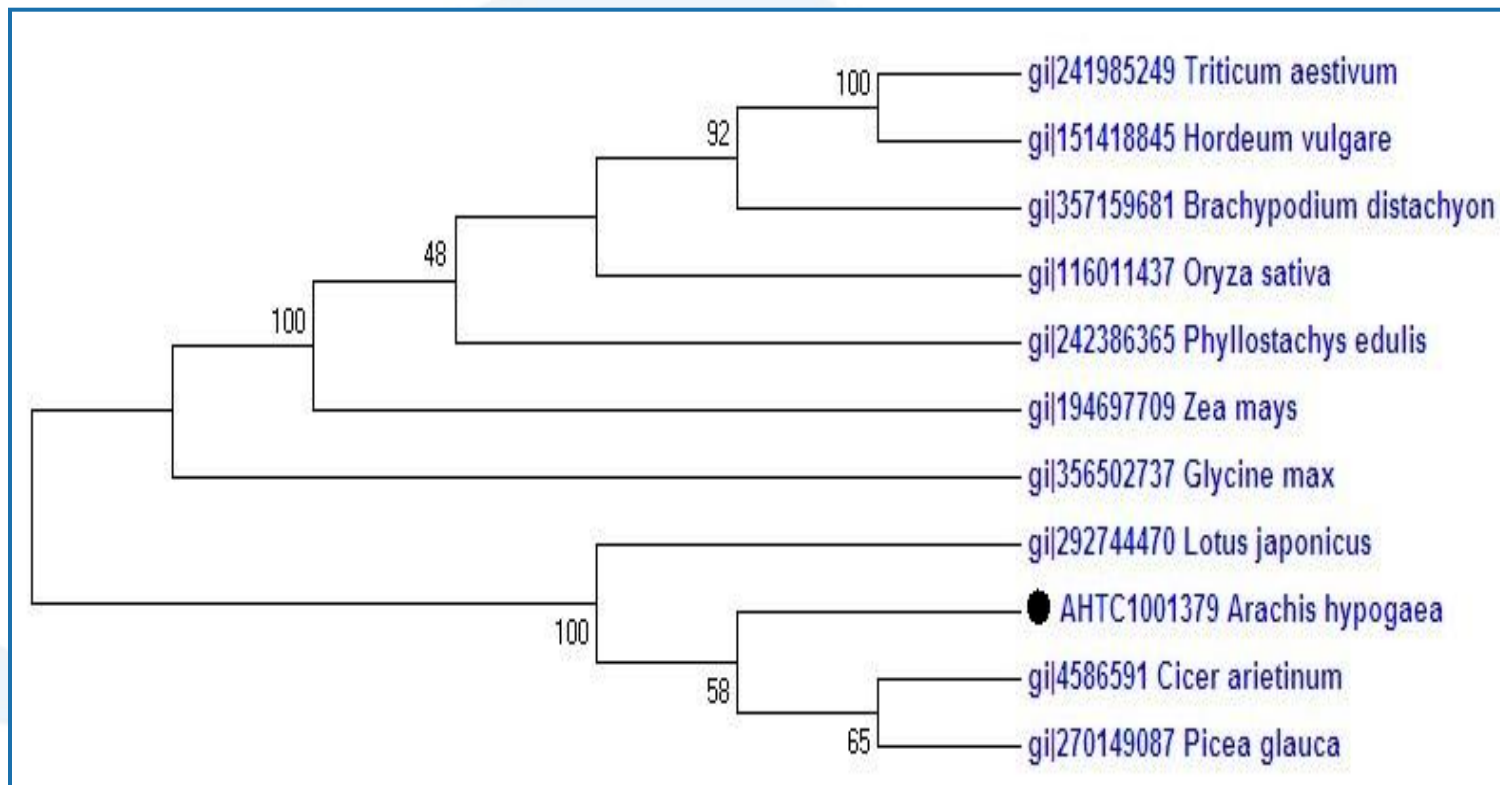 gi|241985249 Triticum aestivum
100
gi|151418845 Hordeum vulgare
92
gi|357159681 Brachypodium distachyon
gi|116011437 Oryza sativa
48
gi|242386365 Phyllostachys edulis
100
gi|194697709 Zea mays
gi|356502737 Glycine max
gi|292744470 Lotus japonicus
AHTC1001379 Arachis hypogaea
100
gi|4586591 Cicer arietinum
58
gi|270149087 Picea glauca
65